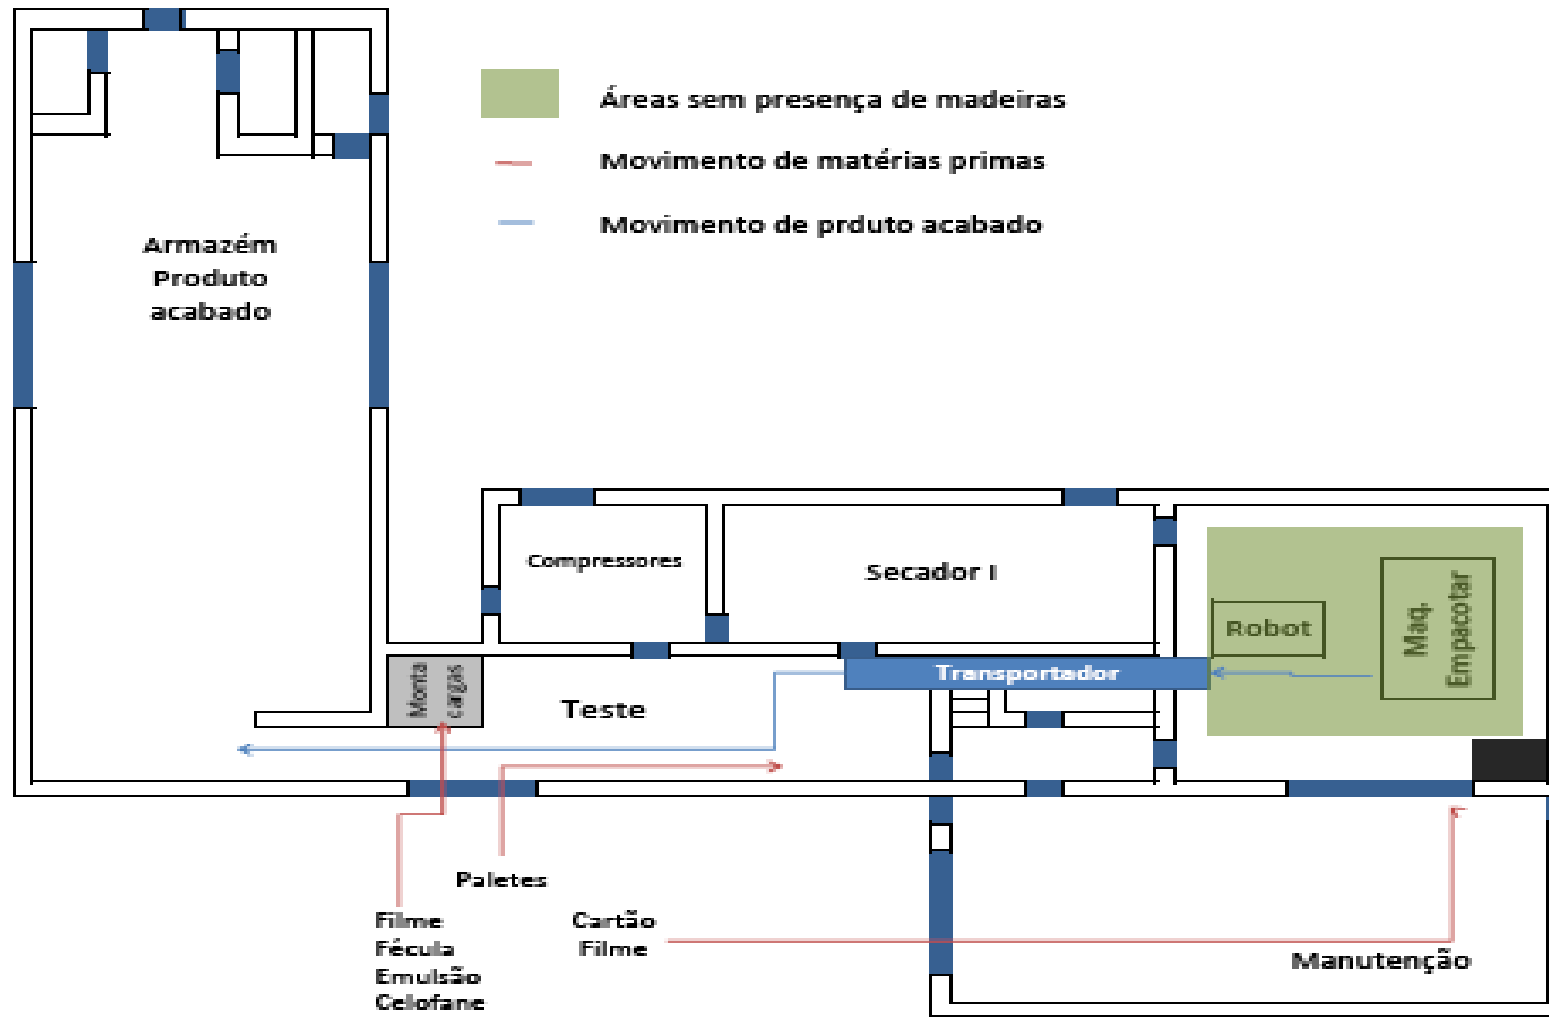 Áreas sem presença de madeiras
Movimento de matérias primas
Movimento de prduto acabado
Armazém
Produto
acabado
Compressores
Secador I
Robot
Maq.
Empacotar
Monta
cargas
Transportador
Teste
Paletes
Filme
Fécula
Emulsão
Celofane
Cartão
Filme
Manutenção